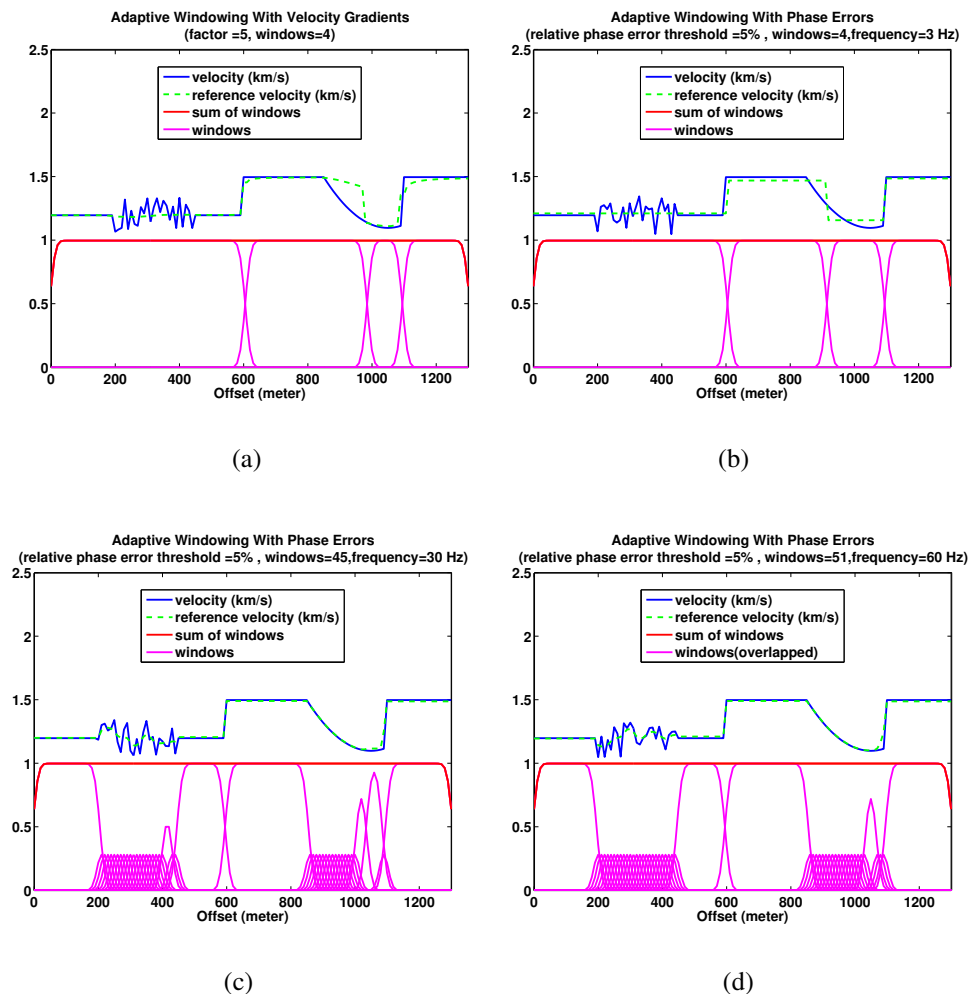 Adaptive Windowing With Velocity Gradients
(factor =5, windows=4)
2.5
2
1.5
1
0.5
0
velocity (km/s)
reference velocity (km/s)
sum of windows
windows
0 200 400 600 800 1000 1200
Offset (meter)
(a)
Adaptive Windowing With Phase Errors
(relative phase error threshold =5% , windows=4,frequency=3 Hz)
2.5
2
1.5
1
0.5
0
velocity (km/s)
reference velocity (km/s)
sum of windows
windows
0 200 400 600 800 1000 1200
Offset (meter)
(b)
Adaptive Windowing With Phase Errors
(relative phase error threshold =5% , windows=45,frequency=30 Hz)
2.5
2
1.5
1
0.5
0
velocity (km/s)
reference velocity (km/s)
sum of windows
windows
0 200 400 600 800 1000 1200
Offset (meter)
(c)
Adaptive Windowing With Phase Errors
(relative phase error threshold =5% , windows=51,frequency=60 Hz)
2.5
2
1.5
1
0.5
0
velocity (km/s)
reference velocity (km/s)
sum of windows
windows(overlapped)
0 200 400 600 800 1000 1200
Offset (meter)
(d)